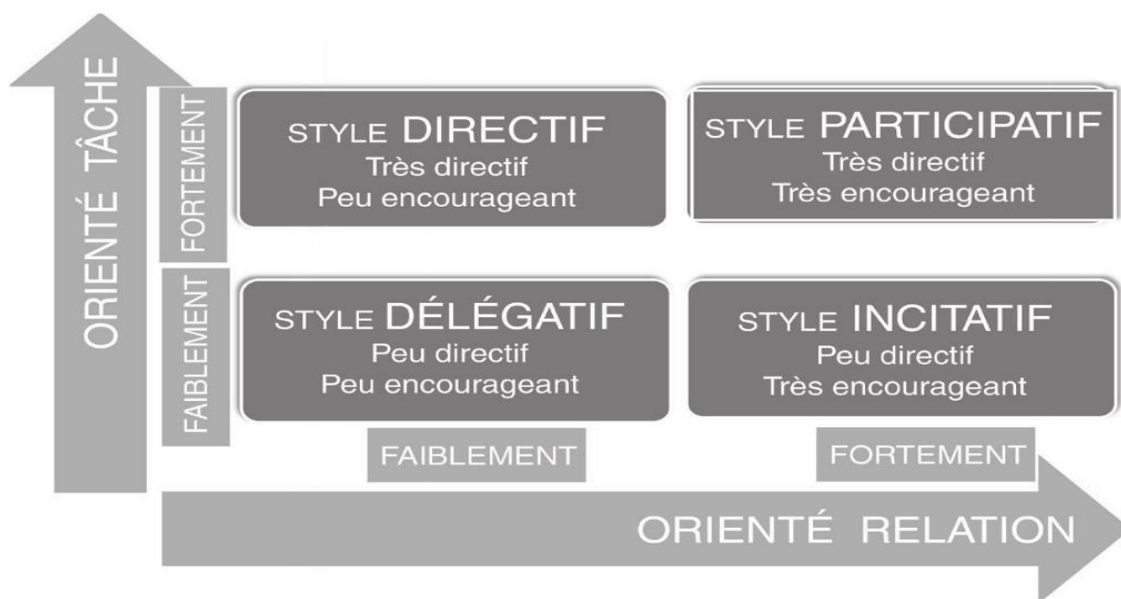 ORIENTÉ TÂCHE
FORTEMENT
STYLE DIRECTIF
Très directif
Peu encourageant
STYLE PARTICIPATIF
Très directif
Très encourageant
FAIBLEMENT
STYLE DÉLÉGATIF
Peu directif
Peu encourageant
STYLE INCITATIF
Peu directif
Très encourageant
FAIBLEMENT
FORTEMENT
ORIENTÉ RELATION